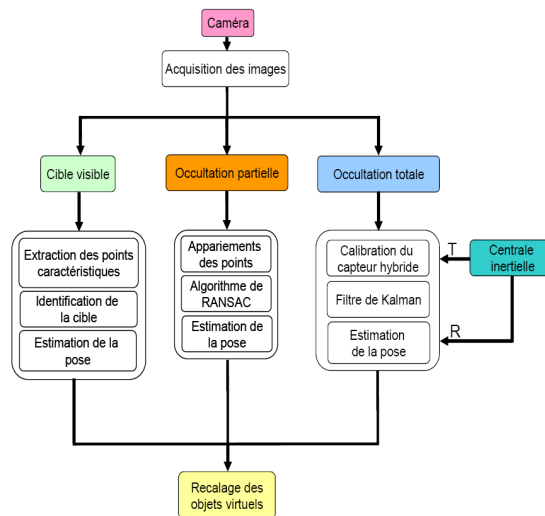 Caméra
Acquisition des images
Cible visible
Occultation partielle
Occultation totale
Extraction des points
caractéristiques
Identification de
la cible
Estimation de la
pose
Appariements
des points
Algorithme de
RANSAC
Estimation de
la pose
Calibration du
capteur hybride
Filtre de Kalman
Estimation
de la pose
T
R
Centrale
inertielle
Recalage des
objets virtuels